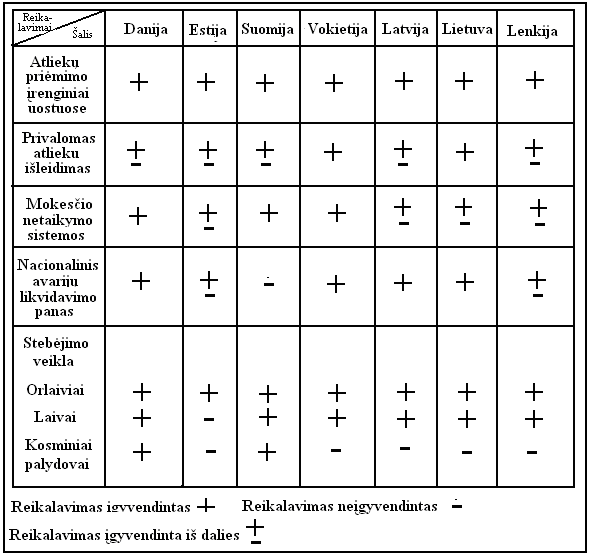 Reika-
lavimai Šalis Danija Estija Suomija Vokietija Latvija Lietuva Lenkija
Atlieku
priėmimo
įrenginiai
uostuose + + + + + + +
Privalomas
atlieku
išleidimas ± ± ± + ± + ±
Mokesčio
netaikymo
sistemos + ± + + ± ± ±
Nacionalinis
avariju
likvidavimo
panas + ± - + + + ±
Stebėjimo
veikla
Orlaiviai + + + + + + +
Laivai + - + + + + +
Kosminiai
palydovai + - + - - - -
Reikalavimas įgyvendintas + Reikalavimas neįgyvendintas -
Reikalavimas įgyvendinta iš dalies ±